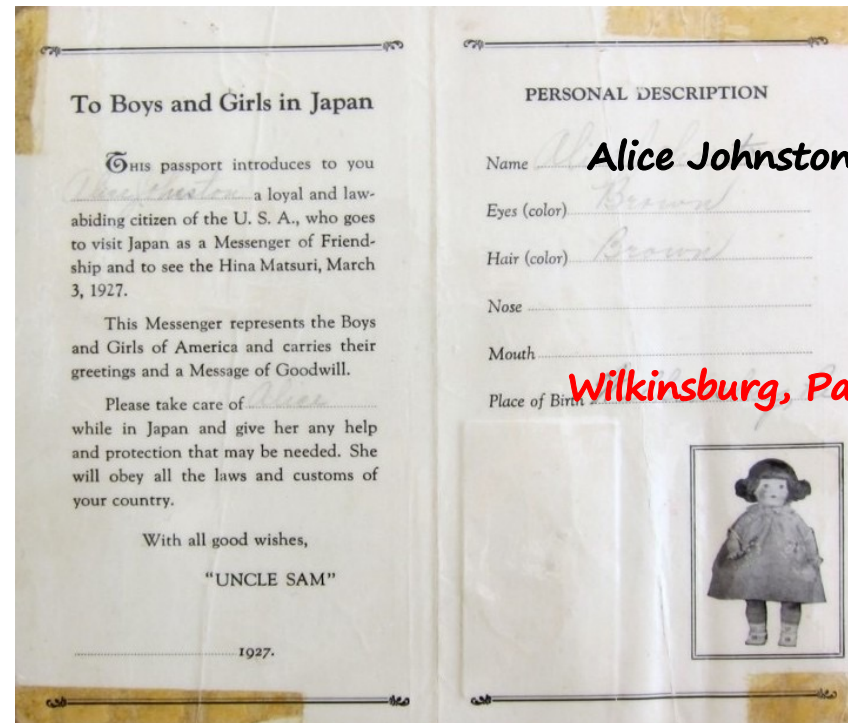 To Boys and Girls in Japan
THIS passport introduces to you
Alice Johnston a loyal and law-
abiding citizen of the U. S. A., who goes
to visit Japan as a Messenger of Friend-
ship and to see the Hina Matsuri, March
3, 1927.
This Messenger represents the Boys
and Girls of America and carries their
greetings and a Message of Goodwill.
Please take care of Alice
while in Japan and give her any help
and protection that may be needed. She
will obey all the laws and customs of
your country.
With all good wishes,
"UNCLE SAM"
1927.
PERSONAL DESCRIPTION
Name Alice Johnston
Eyes (color) Brown
Hair (color) Brown
Nose
Mouth
Place of Birth Wilkinsburg, Pa